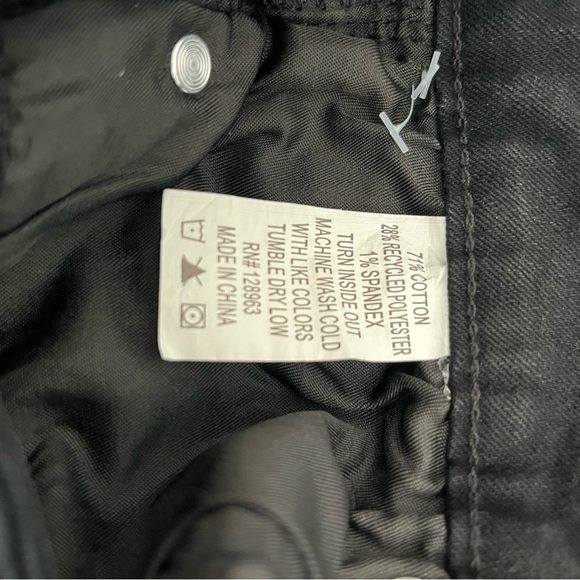 71% COTTON
28% RECYCLED POLYESTER
1% SPANDEX
TURN INSIDE OUT
MACHINE WASH COLD
WITH LIKE COLORS
TUMBLE DRY LOW
RN# 128963
MADE IN CHINA